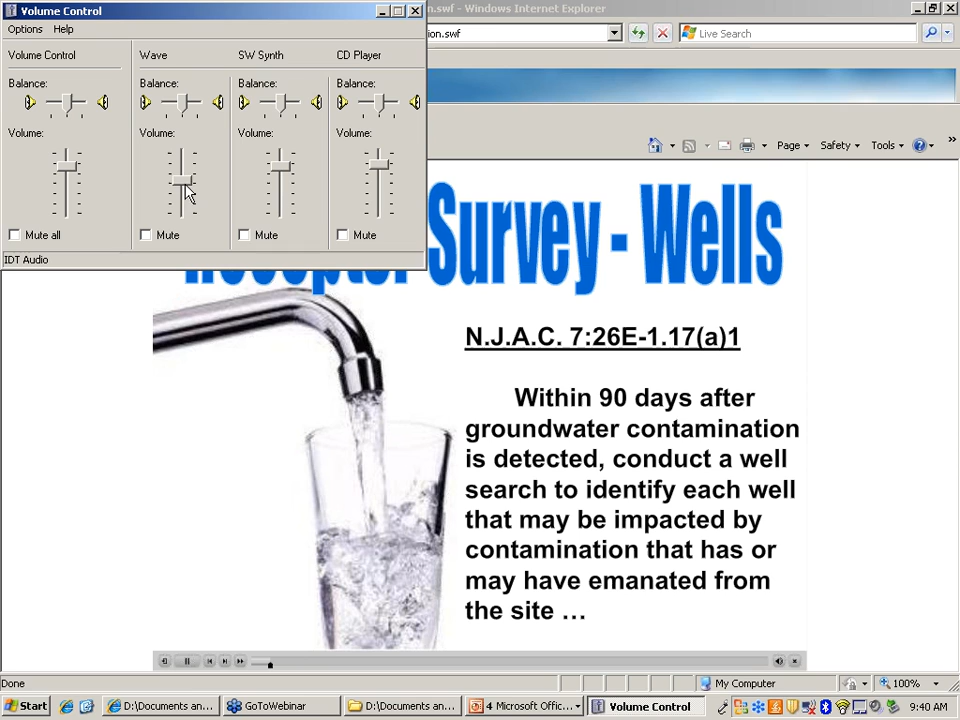 Volume Control
on.swf - Windows Internet Explorer
Options Help
on.swf
Live Search
Volume Control Wave SW Synth CD Player
Balance: Balance: Balance: Balance:
Page Safety Tools
Volume: Volume: Volume: Volume:
Mute all Mute Mute Mute
IDT Audio
Receptor Survey - Wells
N.J.A.C. 7:26E-1.17(a)1
Within 90 days after
groundwater contamination
is detected, conduct a well
search to identify each well
that may be impacted by
contamination that has or
may have emanated from
the site …
Done
My Computer
100%
Start
D:\Documents an...
GoToWebinar
D:\Documents an...
4 Microsoft Offic...
Volume Control
9:40 AM